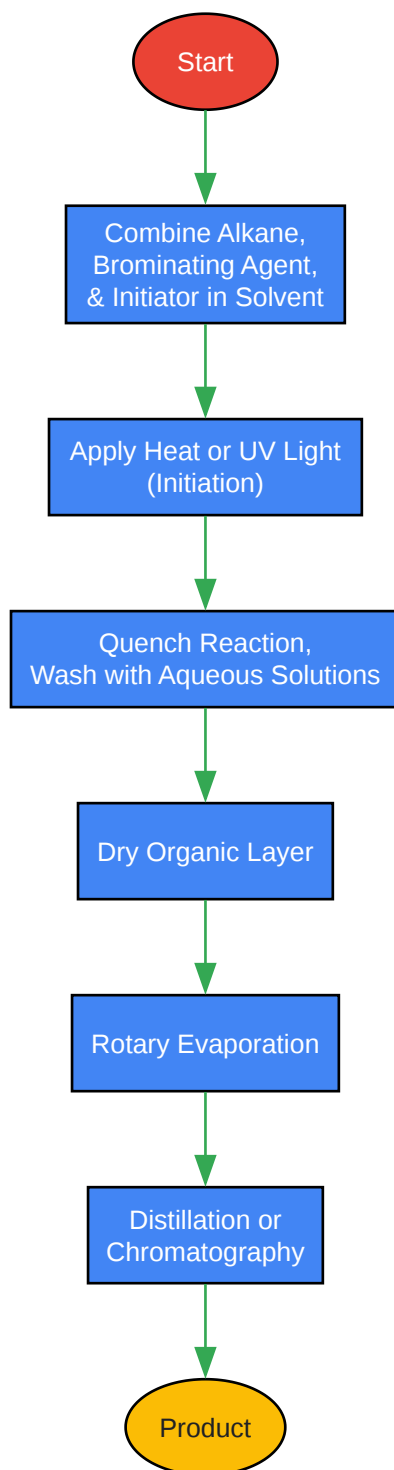 Start
Combine Alkane,
Brominating Agent,
& Initiator in Solvent
Apply Heat or UV Light
(Initiation)
Quench Reaction,
Wash with Aqueous Solutions
Dry Organic Layer
Rotary Evaporation
Distillation or
Chromatography
Product